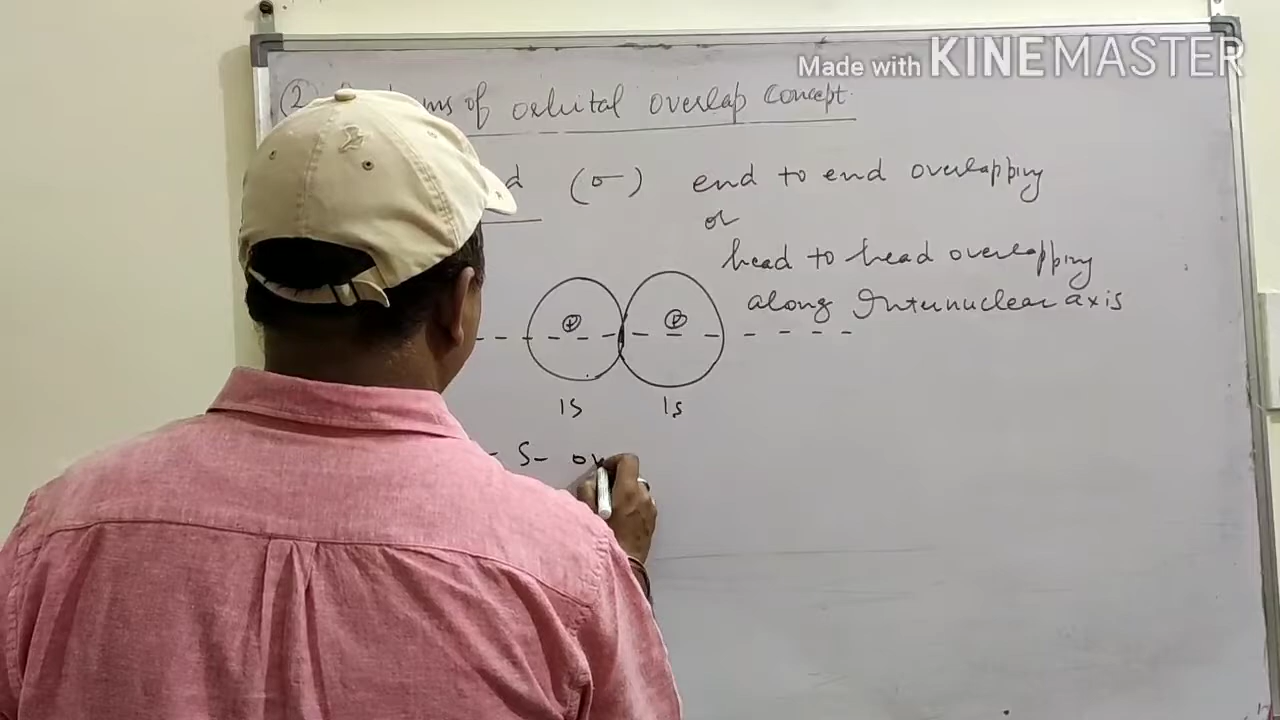 Made with KINEMASTER
(2) of orbital overlap Concept.
(σ) end to end overlapping
or
head to head overlapping
along Internuclear axis
⊕ ⊕
1S 1S
- S- ov